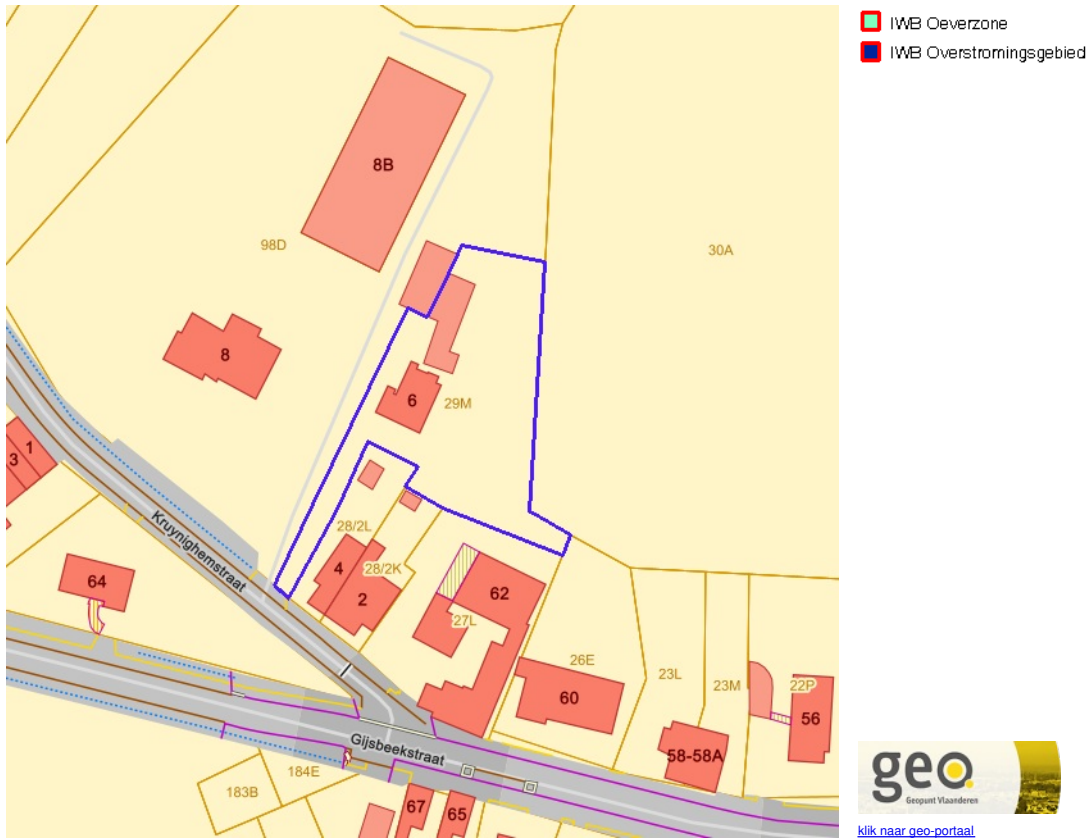 IWB Oeverzone
IWB Overstromingsgebied
8B
98D
30A
8
6
29M
3 1
Kruynighemstraat
28/2L
4
28/2K
2
64
62
27L
26E
60
23L
23M
22P
56
58-58A
Gijsbeekstraat
184E
183B
67
65
geo
Geopunt Vlaanderen
klik naar geo-portaal